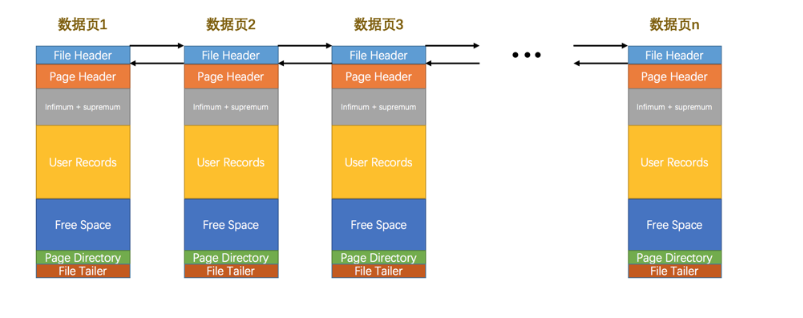 数据页1 数据页2 数据页3 数据页n
File Header File Header File Header ••• File Header
Page Header Page Header Page Header Page Header
Infimum + supremum Infimum + supremum Infimum + supremum Infimum + supremum
User Records User Records User Records User Records
Free Space Free Space Free Space Free Space
Page Directory Page Directory Page Directory Page Directory
File Tailer File Tailer File Tailer File Tailer